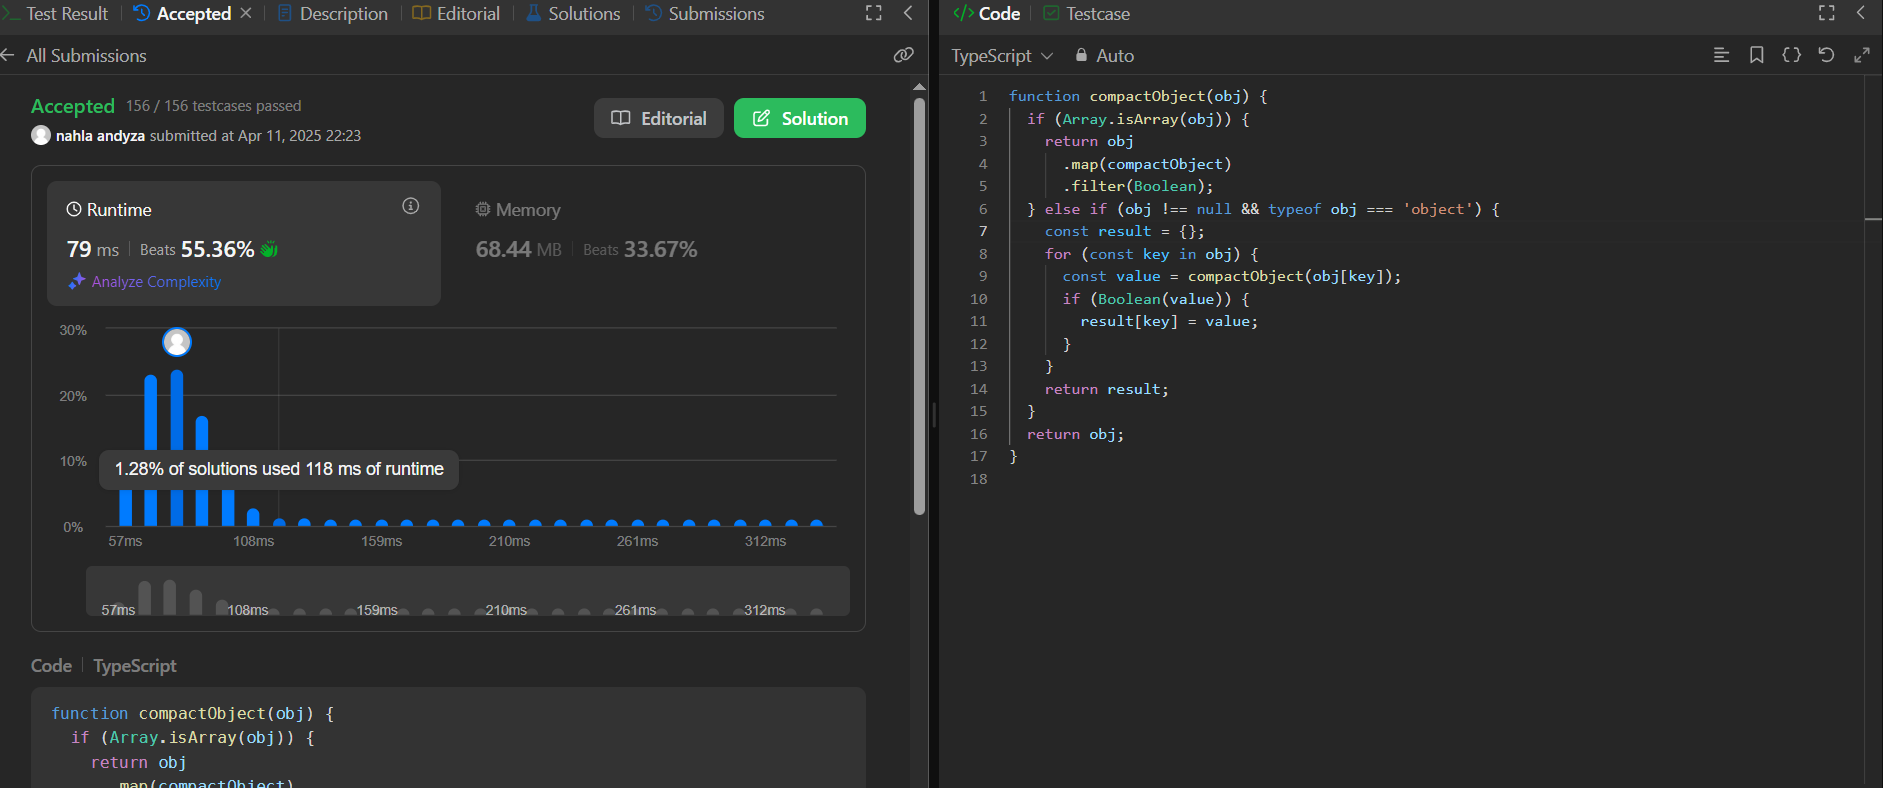 Test Result
Accepted
Description
Editorial
Solutions
Submissions
All Submissions
Accepted 156 / 156 testcases passed
nahla andyza submitted at Apr 11, 2025 22:23
Editorial
Solution
Runtime
79 ms Beats 55.36%
Analyze Complexity
Memory
68.44 MB Beats 33.67%
30%
20%
10%
0%
1.28% of solutions used 118 ms of runtime
57ms 108ms 159ms 210ms 261ms 312ms
57ms 108ms 159ms 210ms 261ms 312ms
Code TypeScript
function compactObject(obj) {
if (Array.isArray(obj)) {
return obj
.map(compactObject)
</> Code
Testcase
TypeScript
Auto
1 function compactObject(obj) {
2 if (Array.isArray(obj)) {
3 return obj
4 .map(compactObject)
5 .filter(Boolean);
6 } else if (obj !== null && typeof obj === 'object') {
7 const result = {};
8 for (const key in obj) {
9 const value = compactObject(obj[key]);
10 if (Boolean(value)) {
11 result[key] = value;
12 }
13 }
14 return result;
15 }
16 return obj;
17 }
18